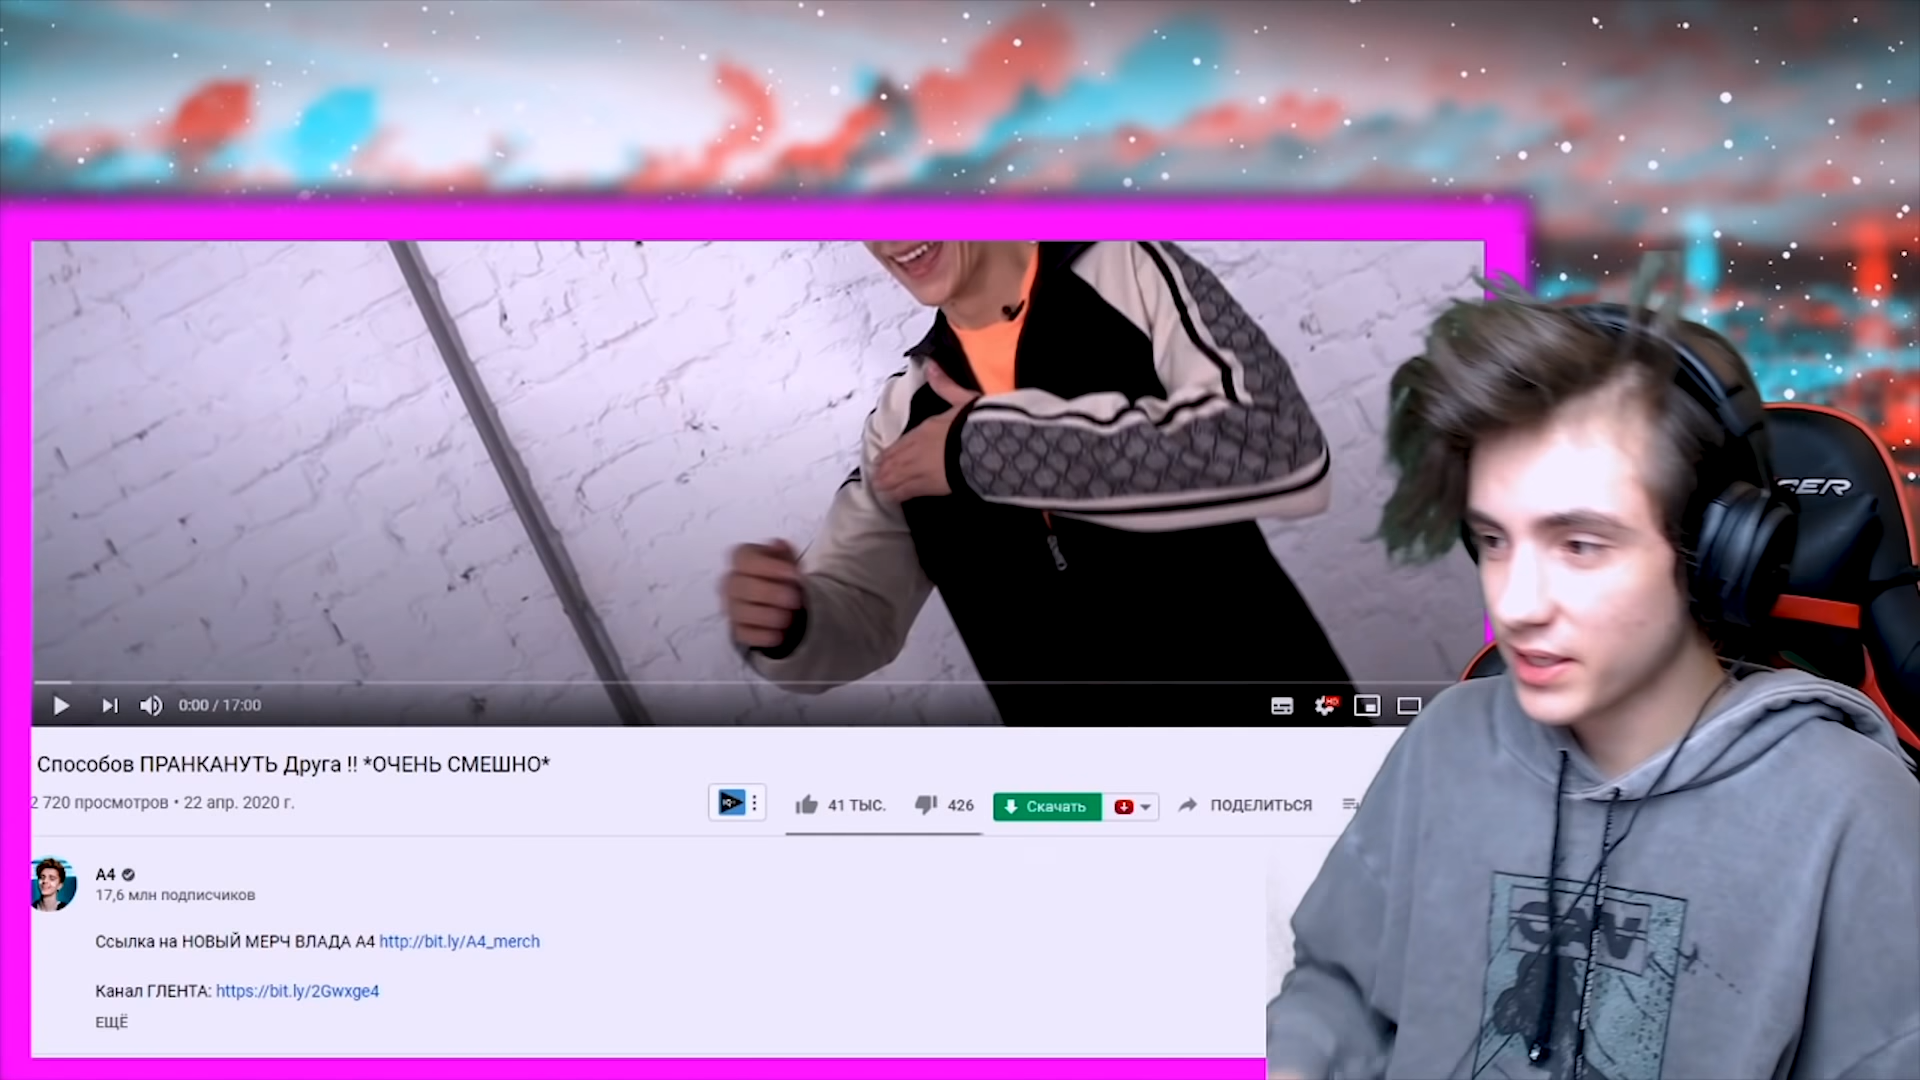 0:00 / 17:00
HD
Способов ПРАНКАНУТЬ Друга !! *ОЧЕНЬ СМЕШНО*
2 720 просмотров • 22 апр. 2020 г.
41 ТЫС.
426
Скачать
ПОДЕЛИТЬСЯ
A4
17,6 млн подписчиков
Ссылка на НОВЫЙ МЕРЧ ВЛАДА А4 http://bit.ly/A4_merch
Канал ГЛЕНТА: https://bit.ly/2Gwxge4
ЕЩЁ